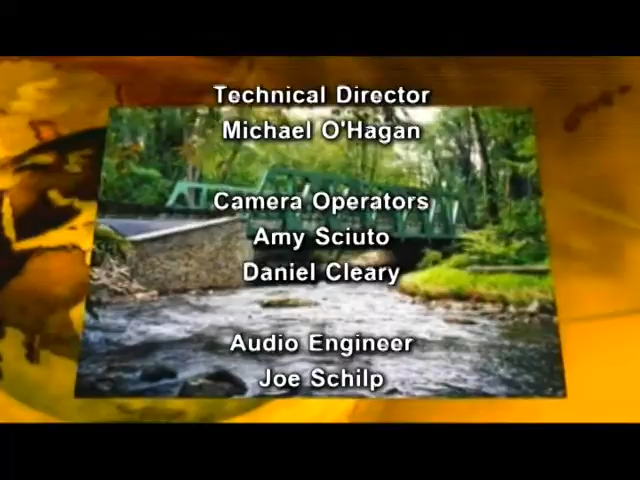 Technical Director
Michael O'Hagan
Camera Operators
Amy Sciuto
Daniel Cleary
Audio Engineer
Joe Schilp